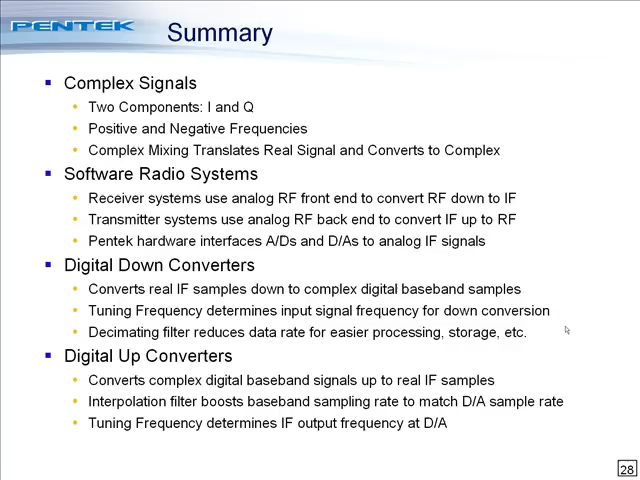 PENTEK
Summary
Complex Signals
Two Components: I and Q
Positive and Negative Frequencies
Complex Mixing Translates Real Signal and Converts to Complex
Software Radio Systems
Receiver systems use analog RF front end to convert RF down to IF
Transmitter systems use analog RF back end to convert IF up to RF
Pentek hardware interfaces A/Ds and D/As to analog IF signals
Digital Down Converters
Converts real IF samples down to complex digital baseband samples
Tuning Frequency determines input signal frequency for down conversion
Decimating filter reduces data rate for easier processing, storage, etc.
Digital Up Converters
Converts complex digital baseband signals up to real IF samples
Interpolation filter boosts baseband sampling rate to match D/A sample rate
Tuning Frequency determines IF output frequency at D/A
28